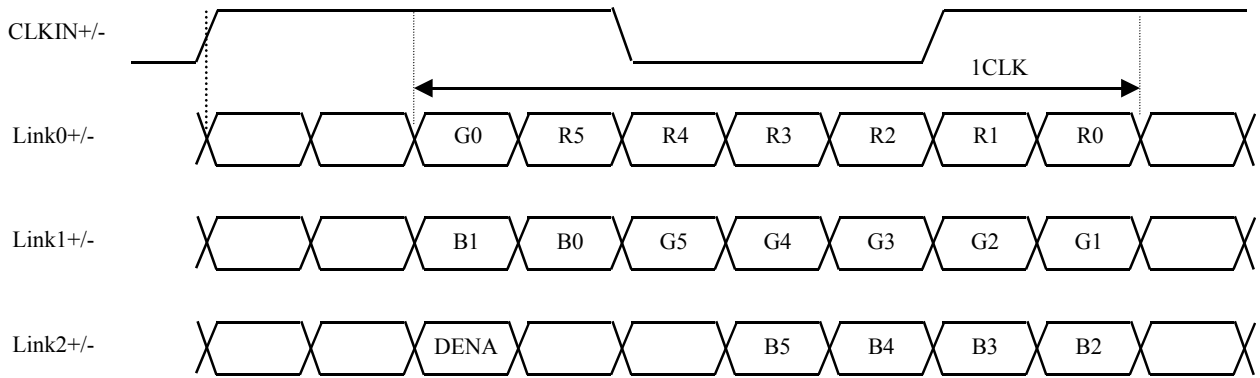 CLKIN+/-
1CLK
Link0+/- G0 R5 R4 R3 R2 R1 R0
Link1+/- B1 B0 G5 G4 G3 G2 G1
Link2+/- DENA B5 B4 B3 B2